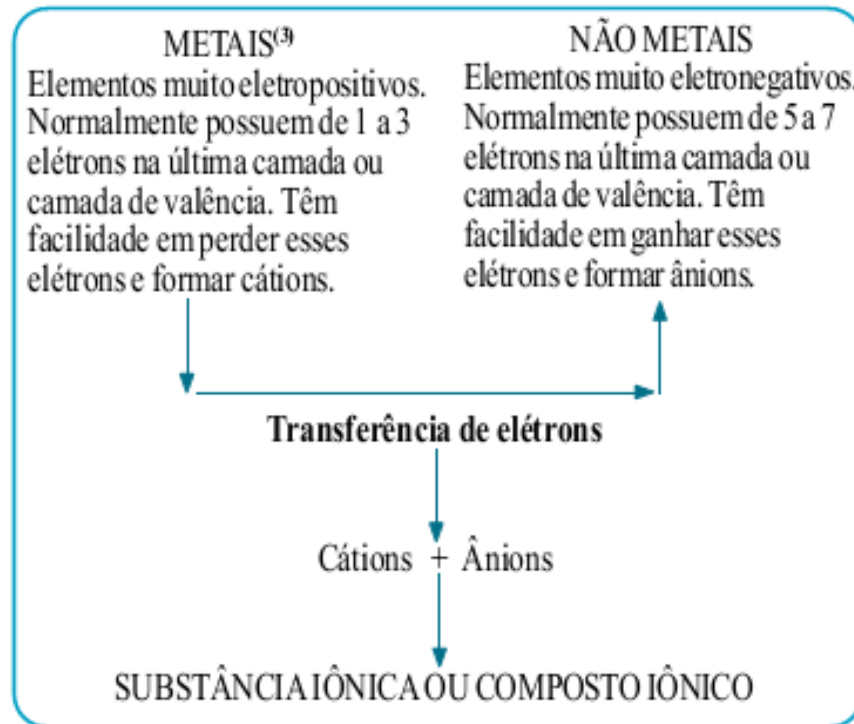 METAIS⁽³⁾
Elementos muito eletropositivos.
Normalmente possuem de 1 a 3
elétrons na última camada ou
camada de valência. Têm
facilidade em perder esses
elétrons e formar cátions.
NÃO METAIS
Elementos muito eletronegativos.
Normalmente possuem de 5 a 7
elétrons na última camada ou
camada de valência. Têm
facilidade em ganhar esses
elétrons e formar ânions.
Transferência de elétrons
Cátions + Ânions
SUBSTÂNCIA IÔNICA OU COMPOSTO IÔNICO